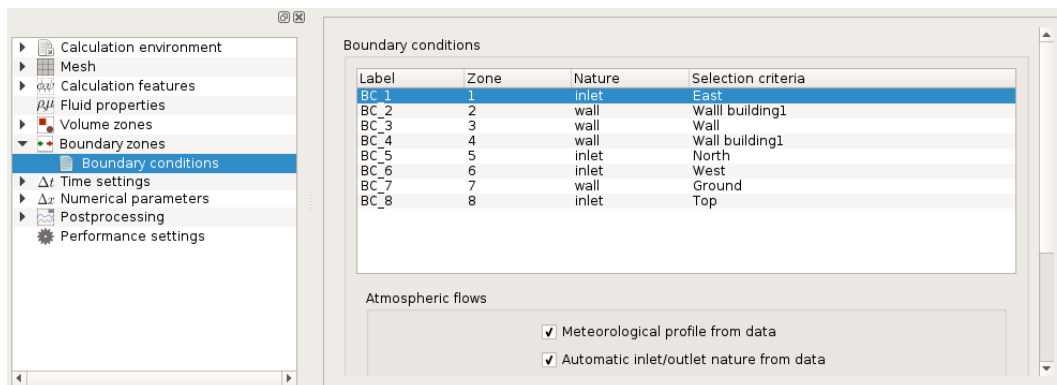 Calculation environment
Mesh
φ,ψ Calculation features
ρ,μ Fluid properties
Volume zones
Boundary zones
Boundary conditions
Δt Time settings
Δx Numerical parameters
Postprocessing
Performance settings
Boundary conditions
Label Zone Nature Selection criteria
BC_1 1 inlet East
BC_2 2 wall Walll building1
BC_3 3 wall Wall
BC_4 4 wall Wall building1
BC_5 5 inlet North
BC_6 6 inlet West
BC_7 7 wall Ground
BC_8 8 inlet Top
Atmospheric flows
Meteorological profile from data
Automatic inlet/outlet nature from data